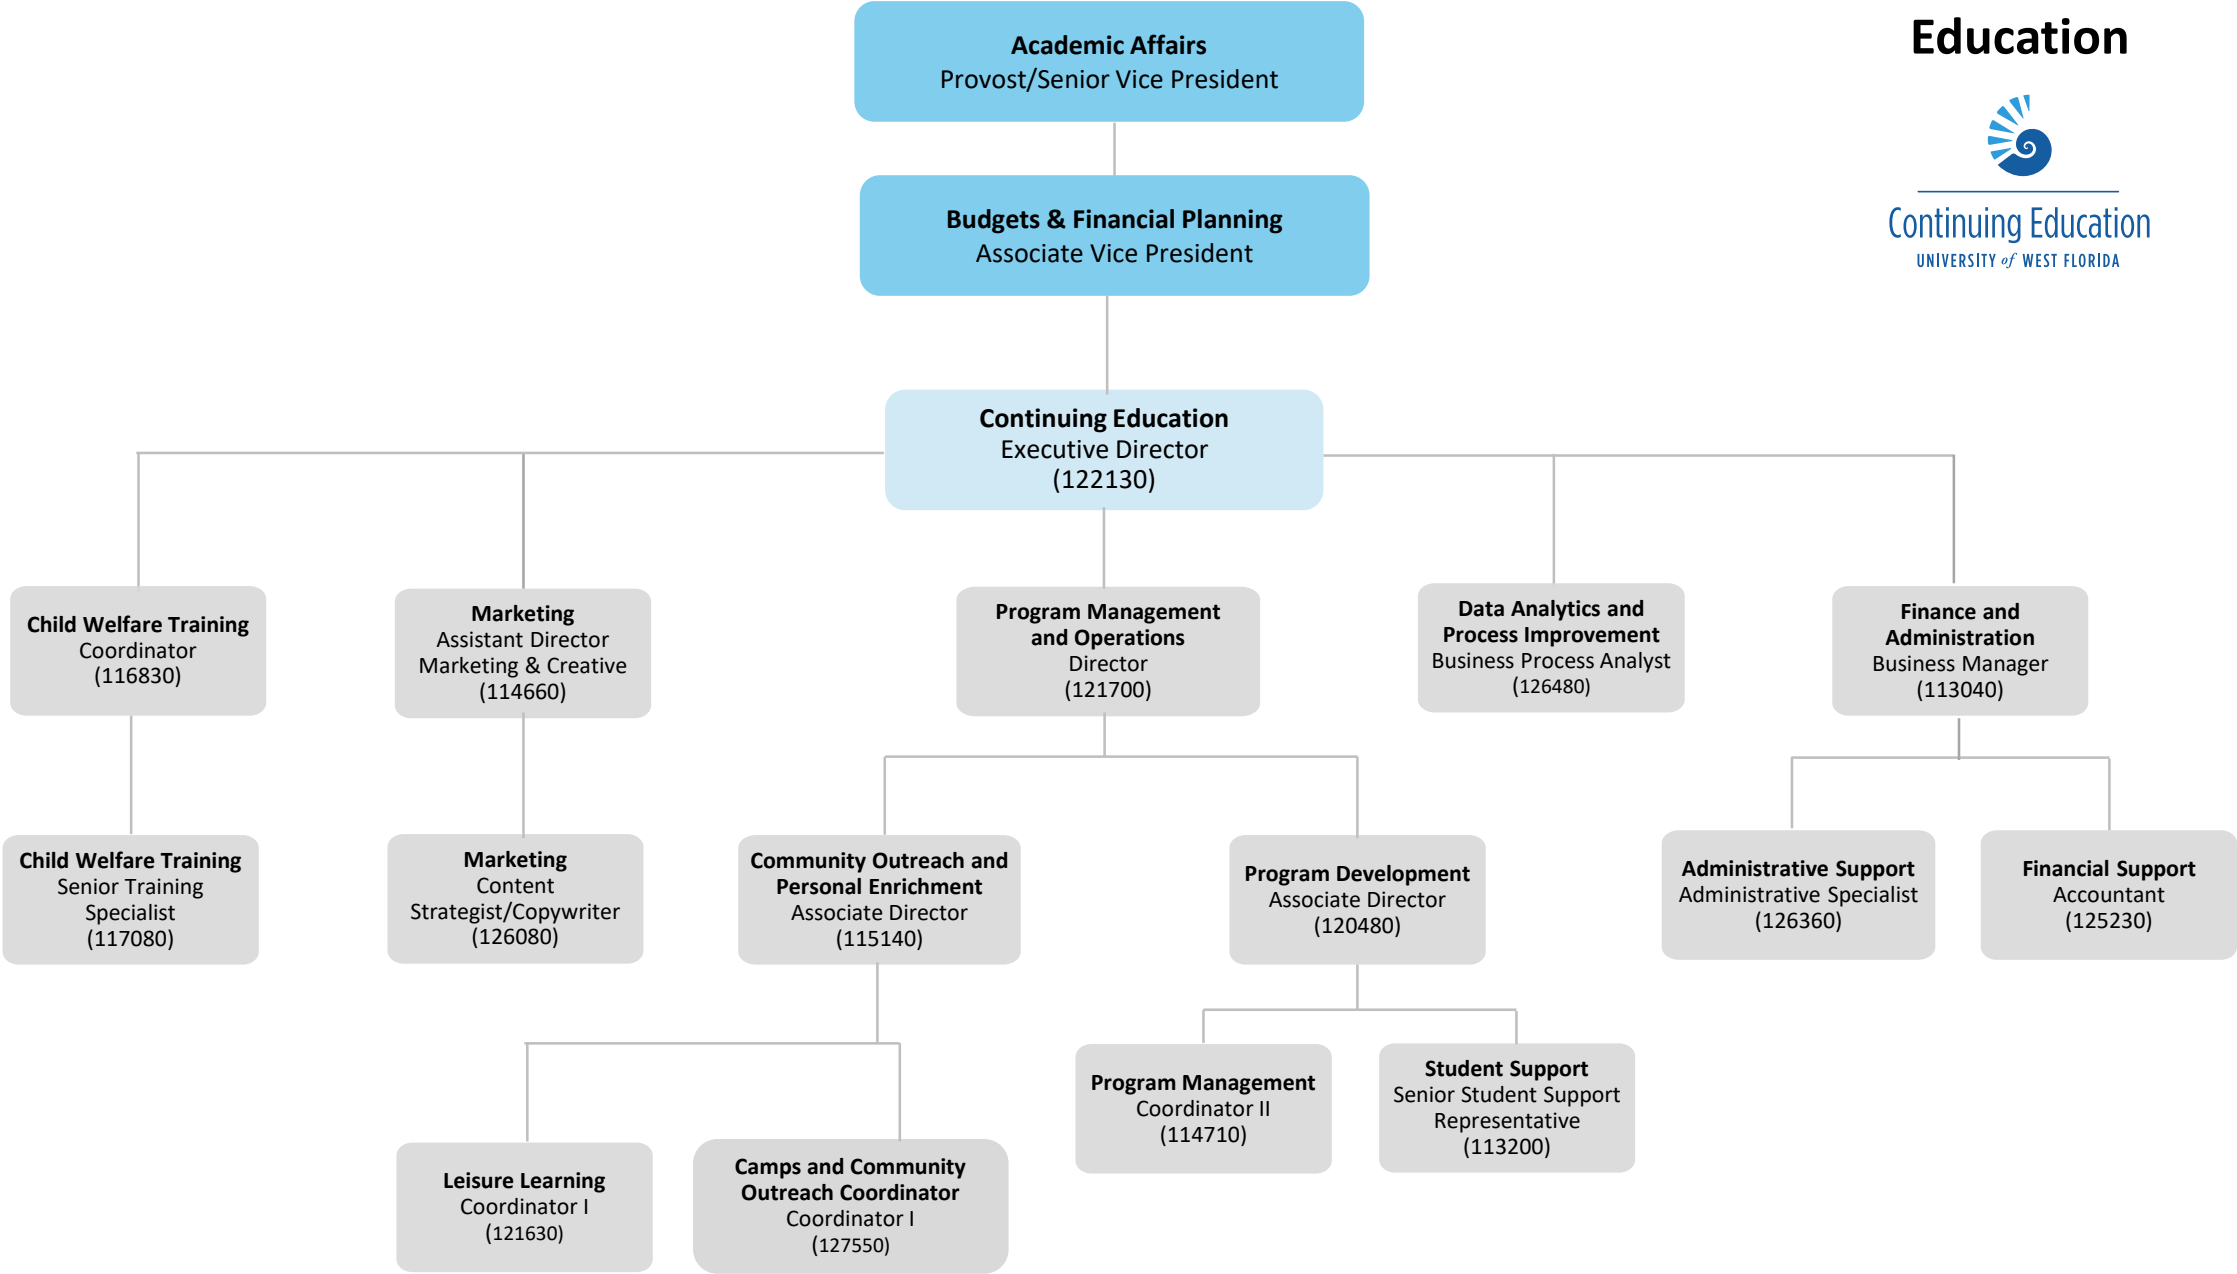 Education
Continuing Education
UNIVERSITY of WEST FLORIDA
Academic Affairs
Provost/Senior Vice President
Budgets & Financial Planning
Associate Vice President
Continuing Education
Executive Director
(122130)
Child Welfare Training
Coordinator
(116830)
Marketing
Assistant Director
Marketing & Creative
(114660)
Program Management
and Operations
Director
(121700)
Data Analytics and
Process Improvement
Business Process Analyst
(126480)
Finance and
Administration
Business Manager
(113040)
Child Welfare Training
Senior Training
Specialist
(117080)
Marketing
Content
Strategist/Copywriter
(126080)
Community Outreach and
Personal Enrichment
Associate Director
(115140)
Program Development
Associate Director
(120480)
Administrative Support
Administrative Specialist
(126360)
Financial Support
Accountant
(125230)
Leisure Learning
Coordinator I
(121630)
Camps and Community
Outreach Coordinator
Coordinator I
(127550)
Program Management
Coordinator II
(114710)
Student Support
Senior Student Support
Representative
(113200)